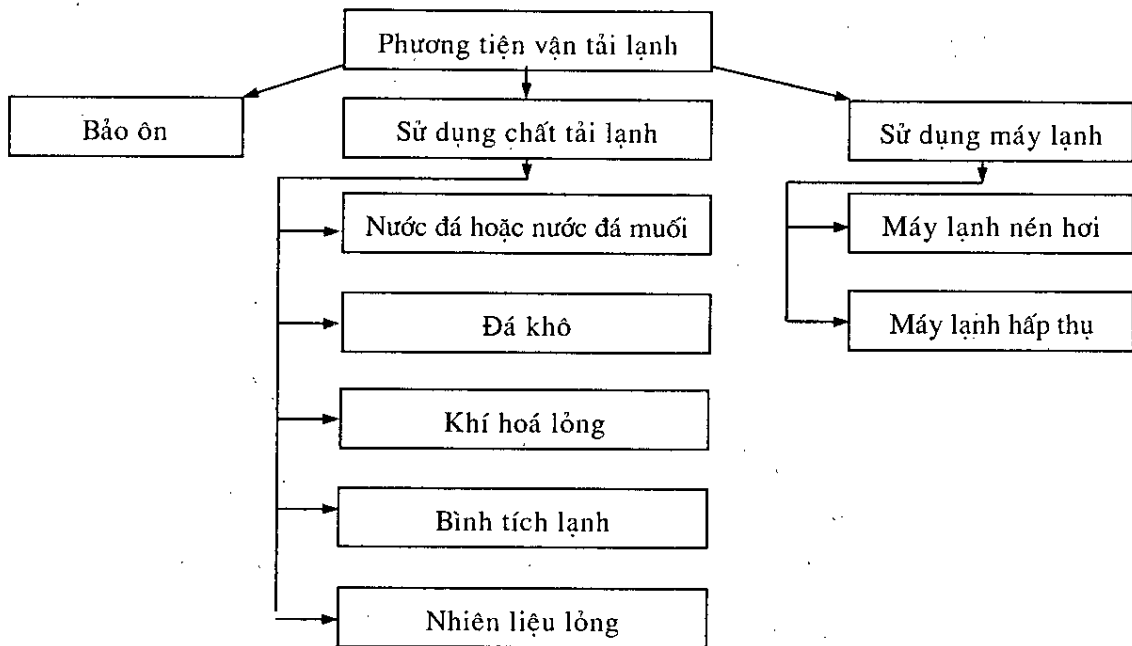 Phương tiện vận tải lạnh
Bảo ôn
Sử dụng chất tải lạnh
Sử dụng máy lạnh
Nước đá hoặc nước đá muối
Máy lạnh nén hơi
Đá khô
Máy lạnh hấp thụ
Khí hoá lỏng
Bình tích lạnh
Nhiên liệu lỏng